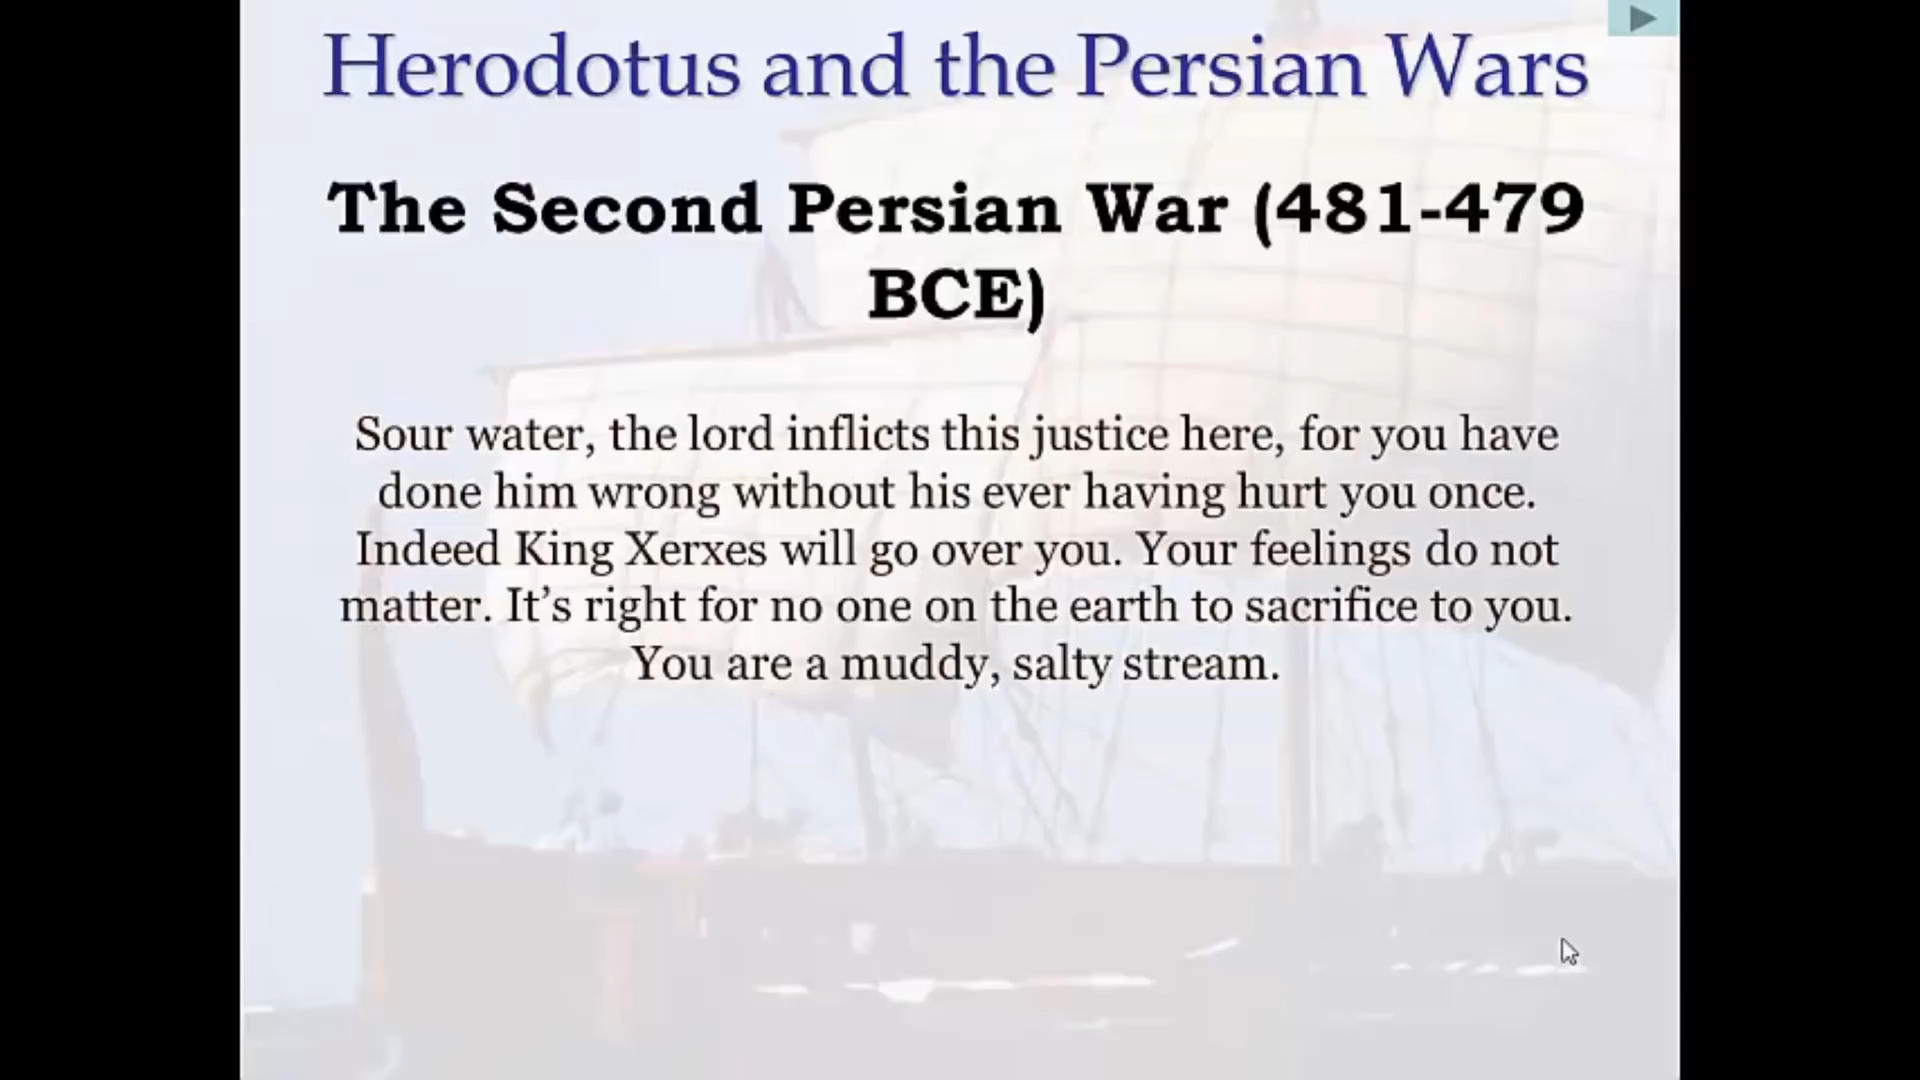 Herodotus and the Persian Wars
The Second Persian War (481-479
BCE)
Sour water, the lord inflicts this justice here, for you have
done him wrong without his ever having hurt you once.
Indeed King Xerxes will go over you. Your feelings do not
matter. It’s right for no one on the earth to sacrifice to you.
You are a muddy, salty stream.